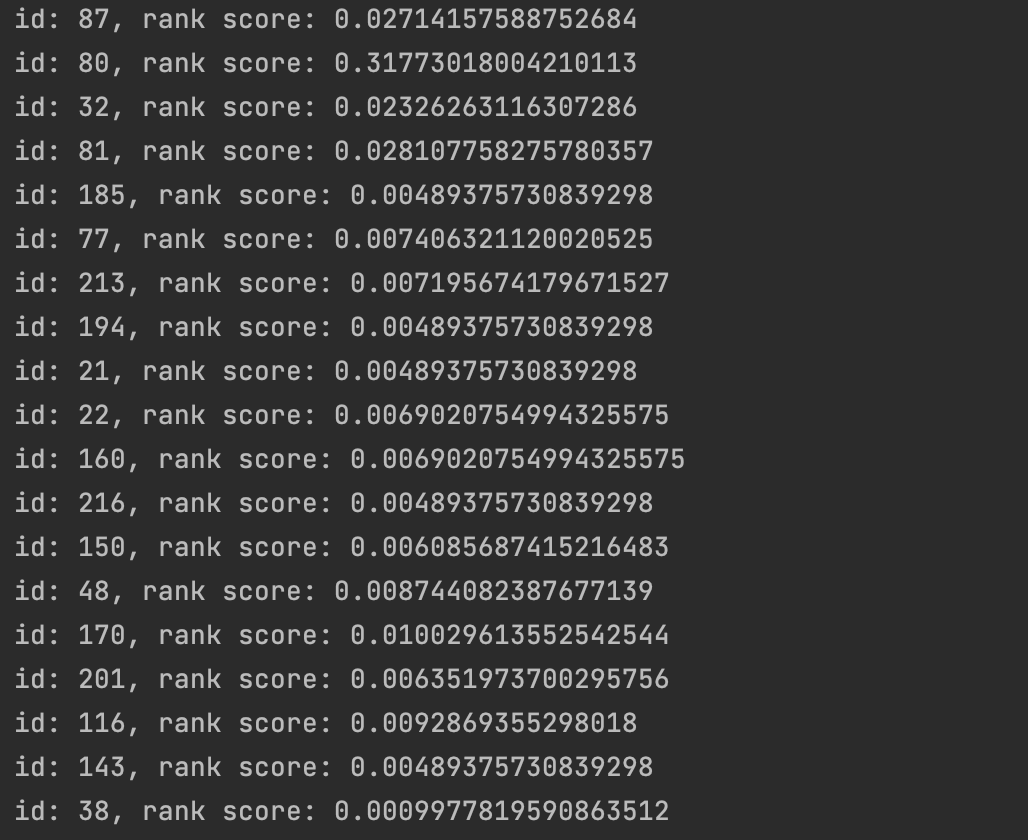 id: 87, rank score: 0.02714157588752684
id: 80, rank score: 0.31773018004210113
id: 32, rank score: 0.02326263116307286
id: 81, rank score: 0.028107758275780357
id: 185, rank score: 0.00489375730839298
id: 77, rank score: 0.007406321120020525
id: 213, rank score: 0.007195674179671527
id: 194, rank score: 0.00489375730839298
id: 21, rank score: 0.00489375730839298
id: 22, rank score: 0.0069020754994325575
id: 160, rank score: 0.0069020754994325575
id: 216, rank score: 0.00489375730839298
id: 150, rank score: 0.006085687415216483
id: 48, rank score: 0.008744082387677139
id: 170, rank score: 0.010029613552542544
id: 201, rank score: 0.006351973700295756
id: 116, rank score: 0.0092869355298018
id: 143, rank score: 0.00489375730839298
id: 38, rank score: 0.0009977819590863512